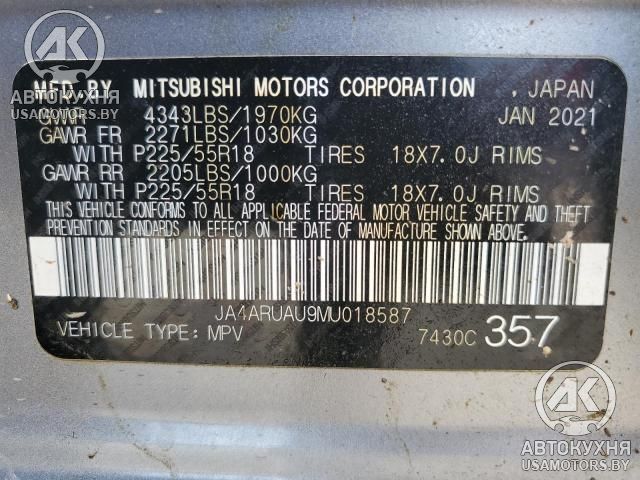 АВТОКУХНЯ
USAMOTORS.BY
MFD.BY MITSUBISHI MOTORS CORPORATION JAPAN
GVWR 4343LBS/1970KG JAN 2021
GAWR FR 2271LBS/1030KG
WITH P225/55R18 TIRES 18X7.0J RIMS
GAWR RR 2205LBS/1000KG
WITH P225/55R18 TIRES 18X7.0J RIMS
THIS VEHICLE CONFORMS TO ALL APPLICABLE FEDERAL MOTOR VEHICLE SAFETY AND THEFT
PREVENTION STANDARDS IN EFFECT ON THE DATE OF MANUFACTURE SHOWN ABOVE.
JA4ARUAU9MU018587
VEHICLE TYPE: MPV 7430C 357
АК
АВТОКУХНЯ
USAMOTORS.BY